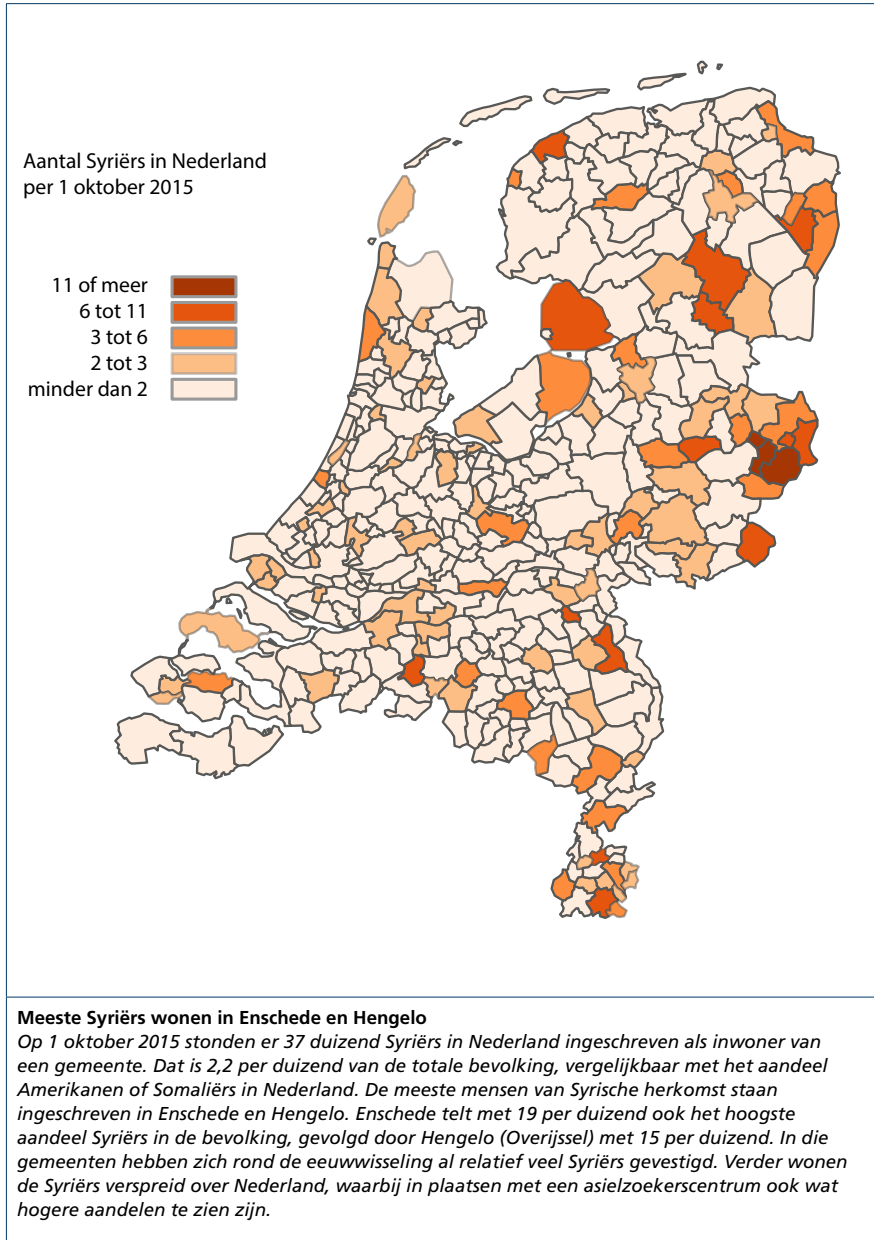 Aantal Syriërs in Nederland
per 1 oktober 2015
11 of meer
6 tot 11
3 tot 6
2 tot 3
minder dan 2
Meeste Syriërs wonen in Enschede en Hengelo
Op 1 oktober 2015 stonden er 37 duizend Syriërs in Nederland ingeschreven als inwoner van
een gemeente. Dat is 2,2 per duizend van de totale bevolking, vergelijkbaar met het aandeel
Amerikanen of Somaliërs in Nederland. De meeste mensen van Syrische herkomst staan
ingeschreven in Enschede en Hengelo. Enschede telt met 19 per duizend ook het hoogste
aandeel Syriërs in de bevolking, gevolgd door Hengelo (Overijssel) met 15 per duizend. In die
gemeenten hebben zich rond de eeuwwisseling al relatief veel Syriërs gevestigd. Verder wonen
de Syriërs verspreid over Nederland, waarbij in plaatsen met een asielzoekerscentrum ook wat
hogere aandelen te zien zijn.